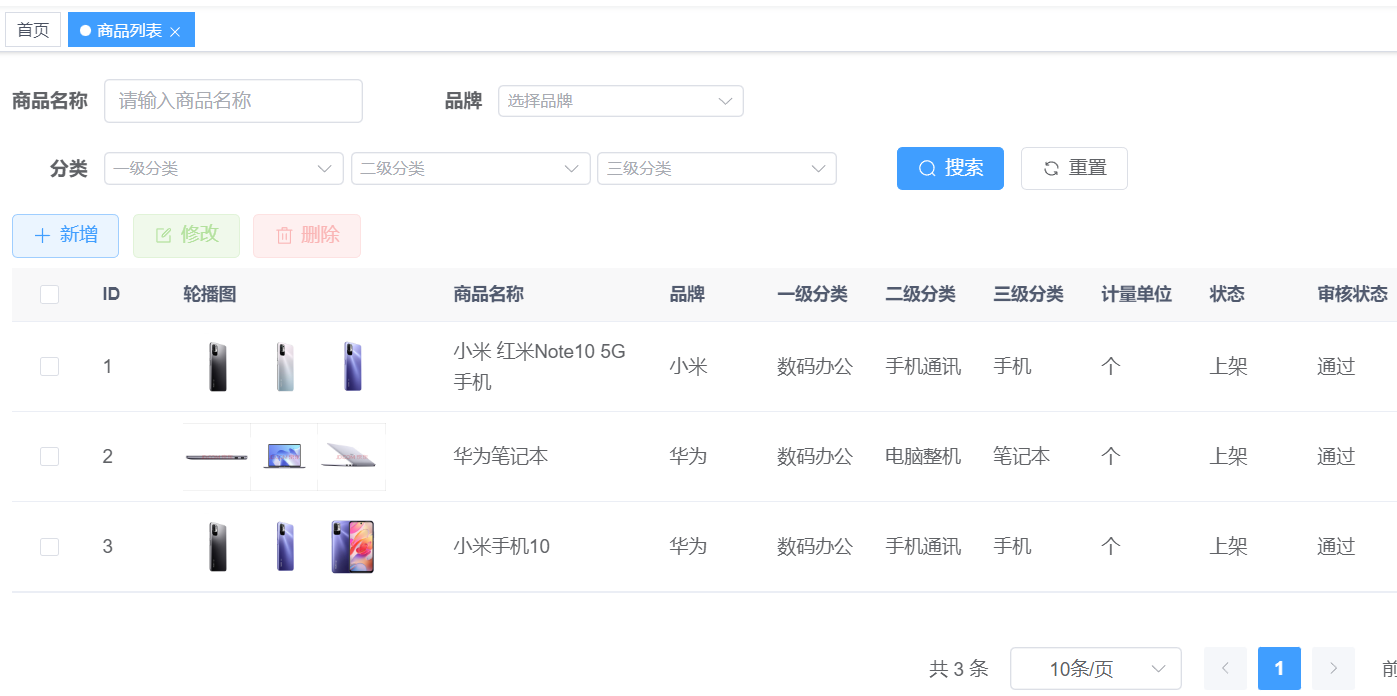 首页
商品列表
商品名称 请输入商品名称 品牌 选择品牌
分类 一级分类 二级分类 三级分类 搜索 重置
新增 修改 删除
ID 轮播图 商品名称 品牌 一级分类 二级分类 三级分类 计量单位 状态 审核状态
1 小米 红米Note10 5G 小米 数码办公 手机通讯 手机 个 上架 通过
手机
2 华为笔记本 华为 数码办公 电脑整机 笔记本 个 上架 通过
3 小米手机10 华为 数码办公 手机通讯 手机 个 上架 通过
共 3 条 10条/页 1 前